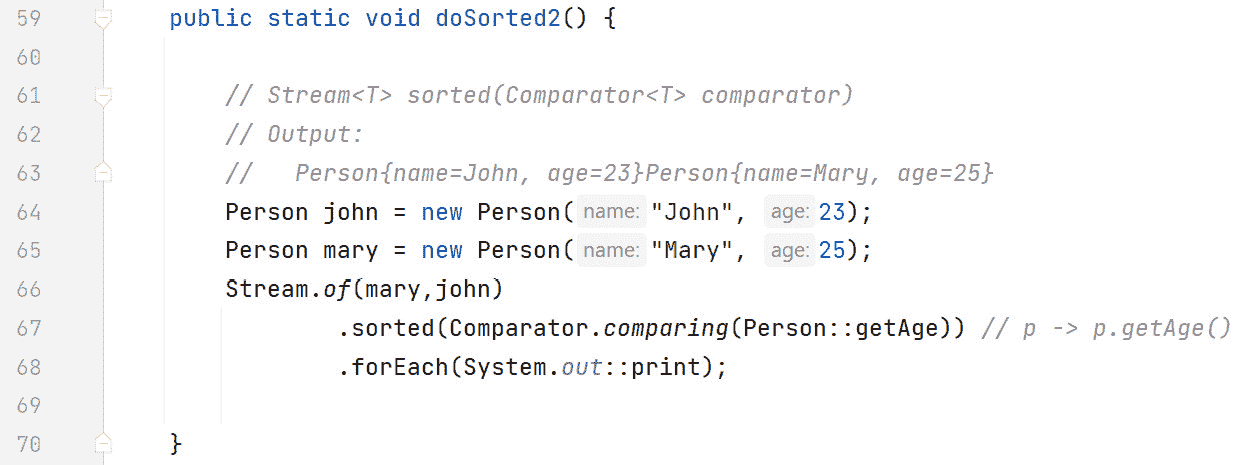 59 public static void doSorted2() {
60
61 // Stream<T> sorted(Comparator<T> comparator)
62 // Output:
63 //   Person{name=John, age=23}Person{name=Mary, age=25}
64 Person john = new Person( name: "John", age: 23);
65 Person mary = new Person( name: "Mary", age: 25);
66 Stream.of(mary,john)
67 .sorted(Comparator.comparing(Person::getAge)) // p -> p.getAge()
68 .forEach(System.out::print);
69
70 }